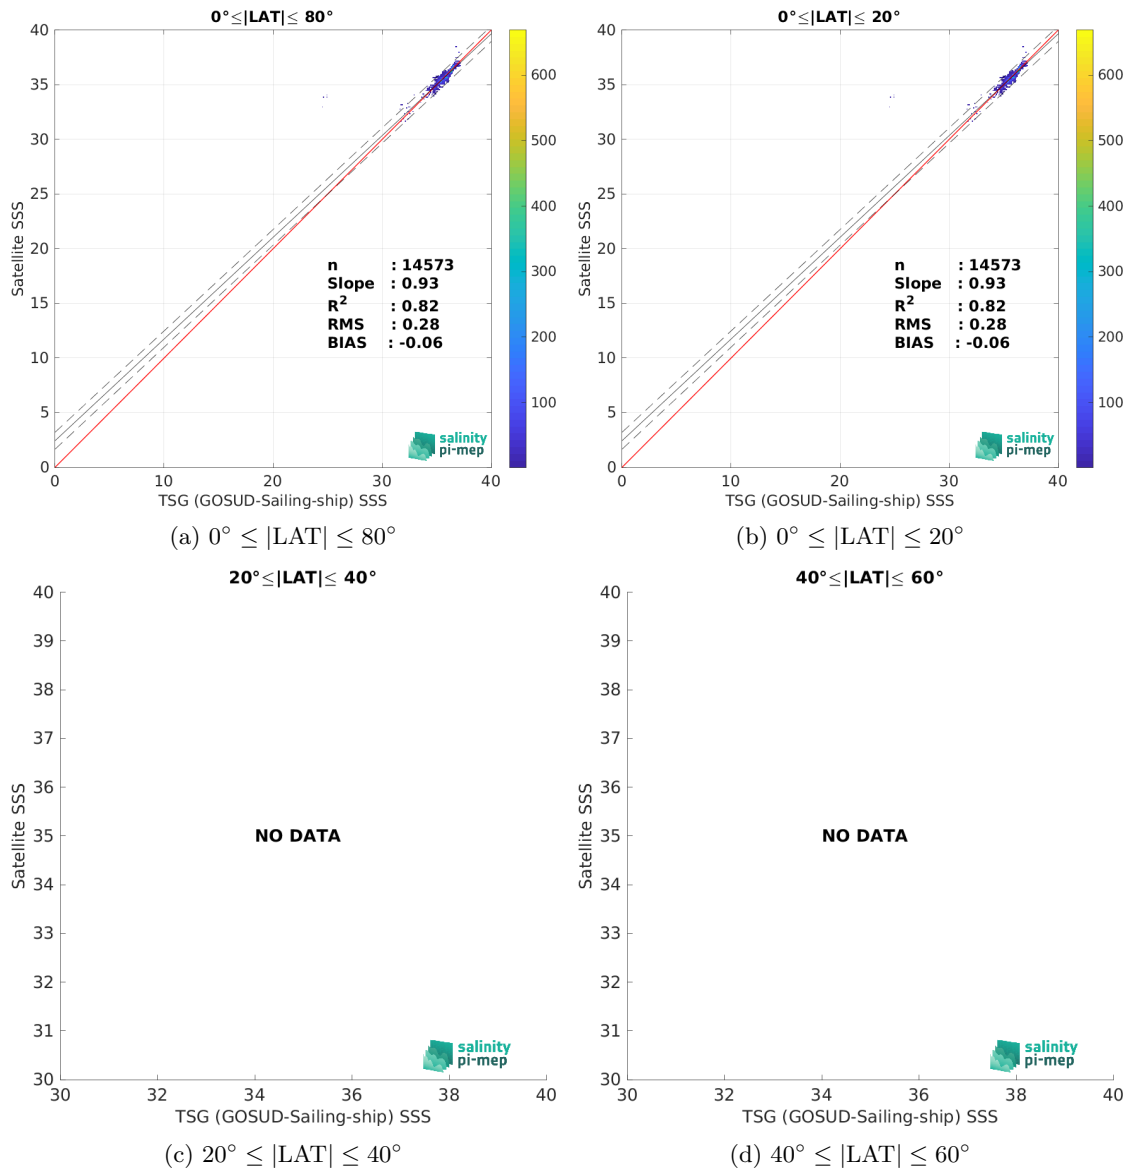 0°≤|LAT|≤ 80°
40
35
30
25
20
15
10
5
0
0
10
20
30
40
Satellite SSS
TSG (GOSUD-Sailing-ship) SSS
n : 14573
Slope : 0.93
R2 : 0.82
RMS : 0.28
BIAS : -0.06
salinity
pi-mep
600
500
400
300
200
100
(a) 0° ≤ |LAT| ≤ 80°
0°≤|LAT|≤ 20°
40
35
30
25
20
15
10
5
0
0
10
20
30
40
Satellite SSS
TSG (GOSUD-Sailing-ship) SSS
n : 14573
Slope : 0.93
R2 : 0.82
RMS : 0.28
BIAS : -0.06
salinity
pi-mep
600
500
400
300
200
100
(b) 0° ≤ |LAT| ≤ 20°
20°≤|LAT|≤ 40°
40
39
38
37
36
35
34
33
32
31
30
30
32
34
36
38
40
Satellite SSS
NO DATA
salinity
pi-mep
TSG (GOSUD-Sailing-ship) SSS
(c) 20° ≤ |LAT| ≤ 40°
40°≤|LAT|≤ 60°
40
39
38
37
36
35
34
33
32
31
30
30
32
34
36
38
40
Satellite SSS
NO DATA
salinity
pi-mep
TSG (GOSUD-Sailing-ship) SSS
(d) 40° ≤ |LAT| ≤ 60°